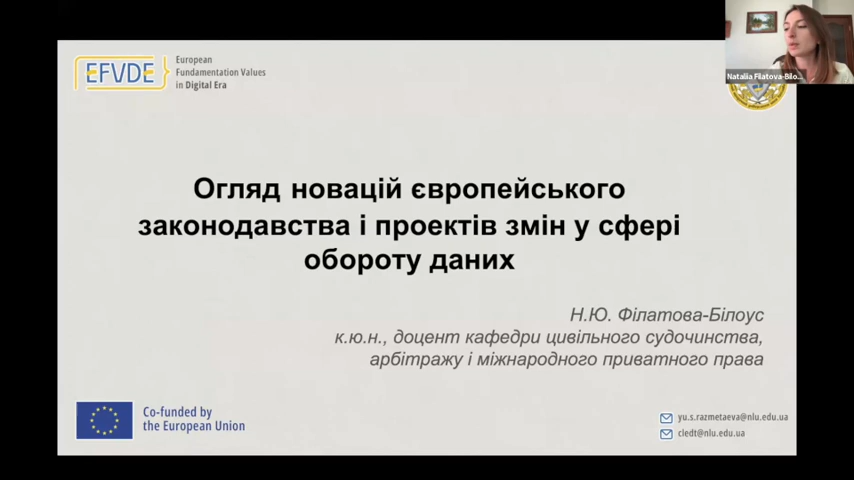 EFVDE
European
Fundamentation Values
in Digital Era
Nataliia Filatova-Bilo...
Огляд новацій європейського
законодавства і проектів змін у сфері
обороту даних
Н.Ю. Філатова-Білоус
к.ю.н., доцент кафедри цивільного судочинства,
арбітражу і міжнародного приватного права
Co-funded by
the European Union
yu.s.razmetaeva@nlu.edu.ua
cledt@nlu.edu.ua